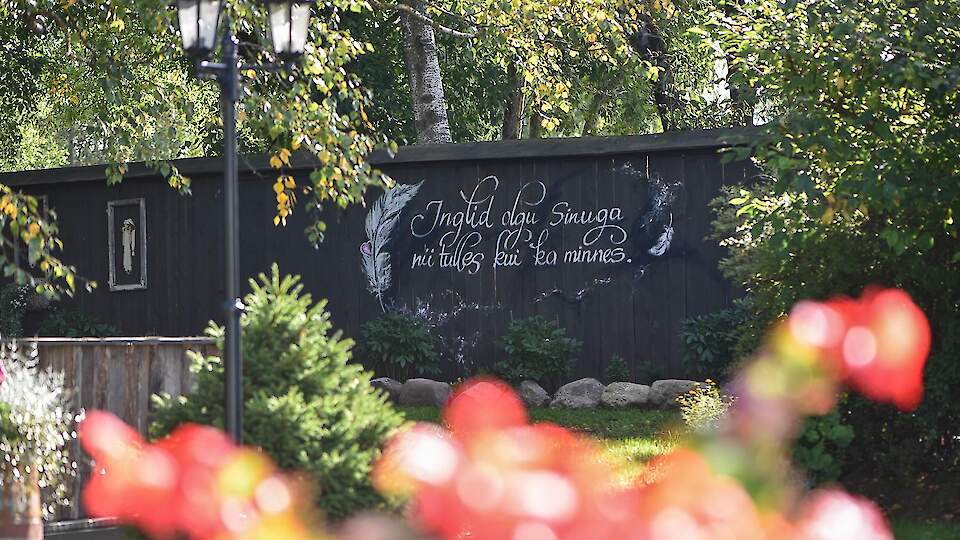 Inglid olgu Sinuga
nii tulles kui ka minnes.